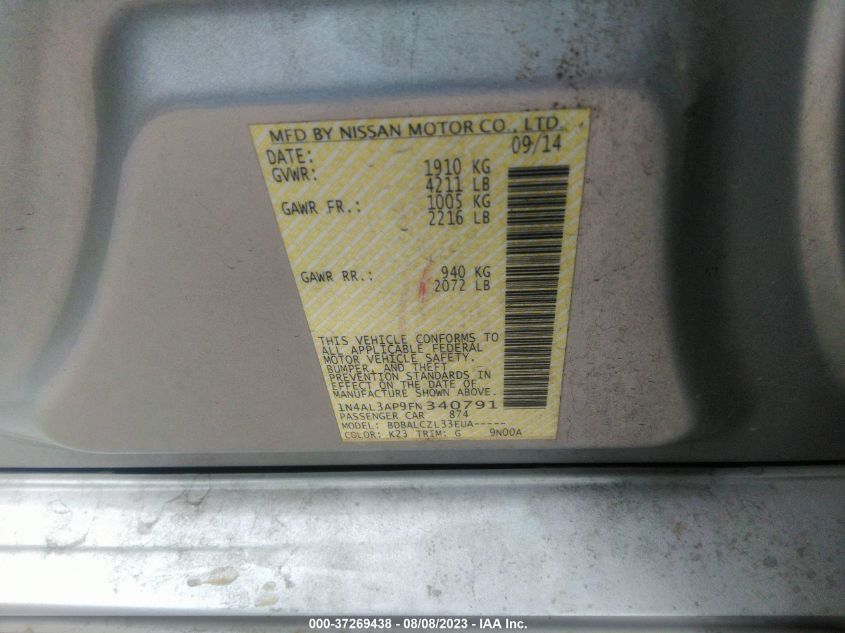 MFD BY NISSAN MOTOR CO., LTD.
DATE: 09/14
GVWR: 1910 KG
4211 LB
GAWR FR.: 1005 KG
2216 LB
GAWR RR.: 940 KG
2072 LB
THIS VEHICLE CONFORMS TO
ALL APPLICABLE FEDERAL
MOTOR VEHICLE SAFETY,
BUMPER, AND THEFT
PREVENTION STANDARDS IN
EFFECT ON THE DATE OF
MANUFACTURE SHOWN ABOVE.
1N4AL3AP9FN340791
PASSENGER CAR 874
MODEL: BDBALCZL33EUA-----
COLOR: K23 TRIM: G 9N00A
000-37269438 - 08/08/2023 - IAA Inc.